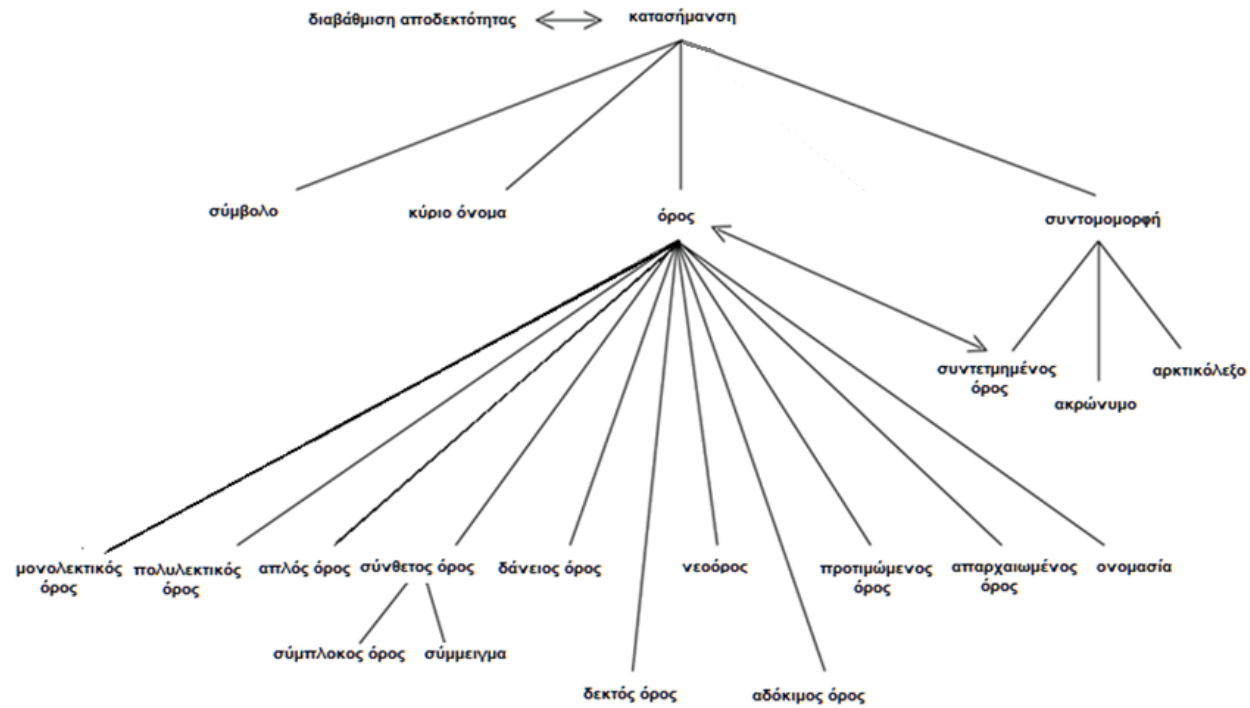 διαβάθμιση αποδεκτότητας
κατασήμανση
σύμβολο
κύριο όνομα
όρος
συντομομορφή
συντετμημένος
όρος
ακρώνυμο
αρκτικόλεξο
μονολεκτικός
όρος
πολυλεκτικός
όρος
απλός όρος
σύνθετος όρος
δάνειος όρος
νεοόρος
προτιμώμενος
όρος
απαρχαιωμένος
όρος
ονομασία
σύμπλοκος όρος
σύμμειγμα
δεκτός όρος
αδόκιμος όρος